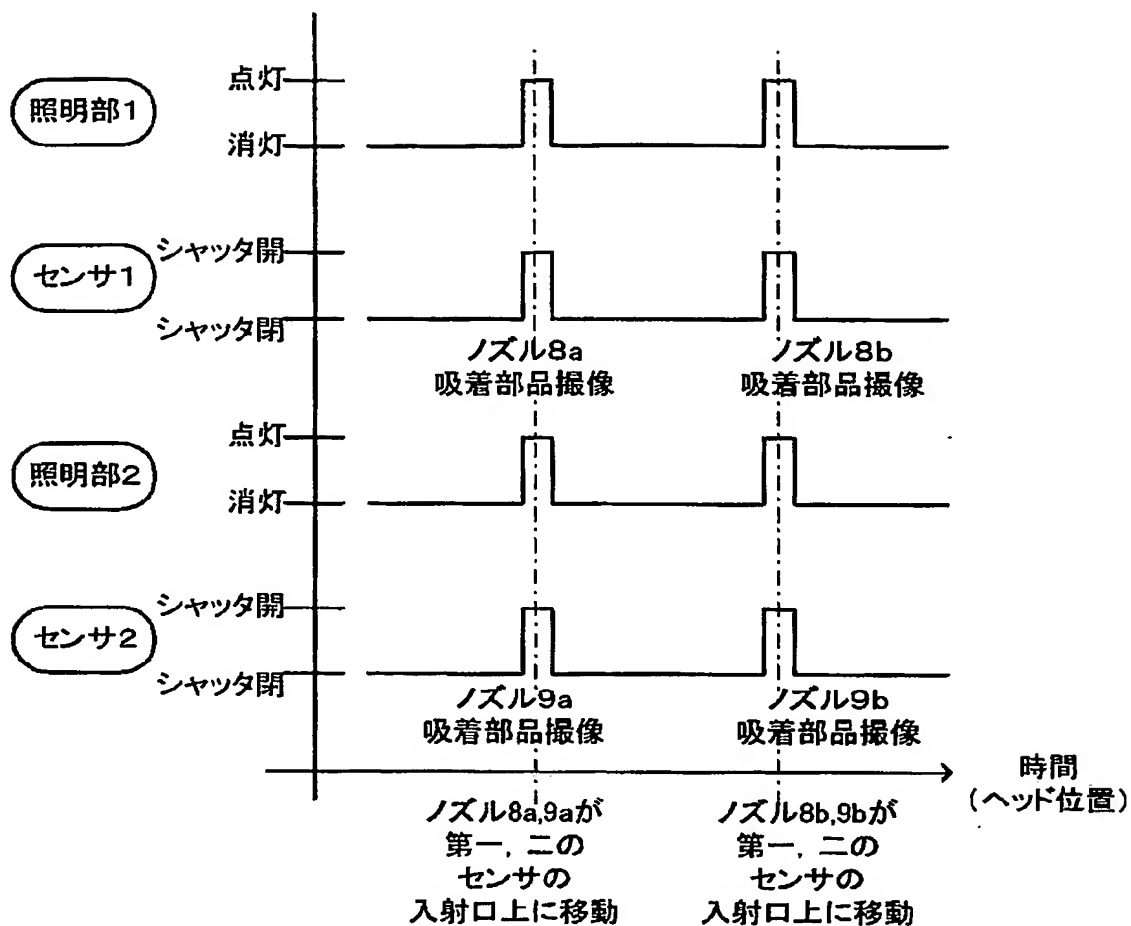 点灯
照明部1
消灯
シャッタ開
センサ1
シャッタ閉
ノズル8a
吸着部品撮像
ノズル8b
吸着部品撮像
点灯
照明部2
消灯
シャッタ開
センサ2
シャッタ閉
ノズル9a
吸着部品撮像
ノズル9b
吸着部品撮像
時間
(ヘッド位置)
ノズル8a,9aが
第一, 二の
センサの
入射口上に移動
ノズル8b,9bが
第一, 二の
センサの
入射口上に移動